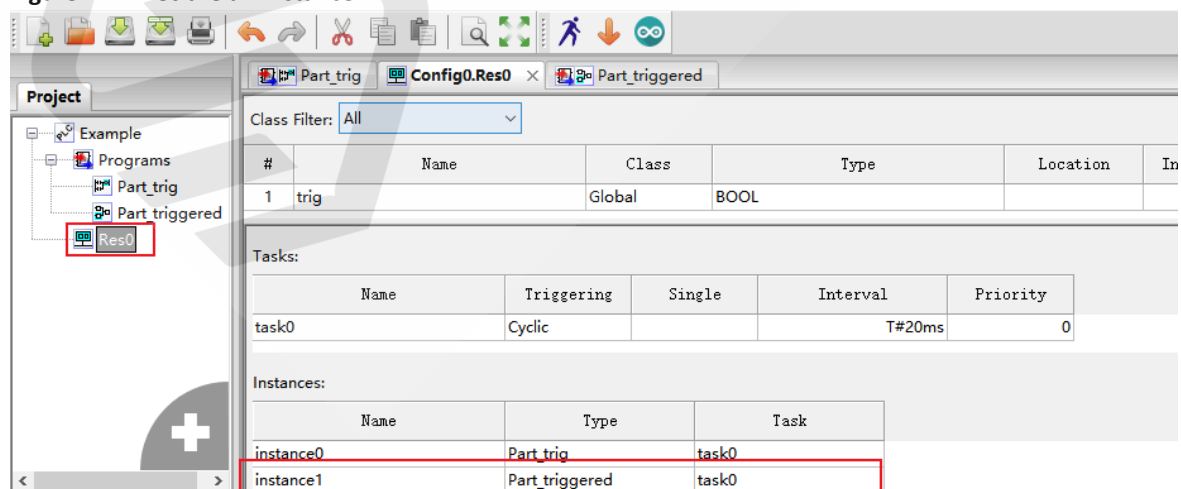 Part_trig Config0.Res0 × Part_triggered
Project
Class Filter: All
Example
Programs
Part_trig
Part_triggered
Res0
# Name Class Type Location In
1 trig Global BOOL
Tasks:
Name Triggering Single Interval Priority
task0 Cyclic T#20ms 0
Instances:
Name Type Task
instance0 Part_trig task0
instance1 Part_triggered task0